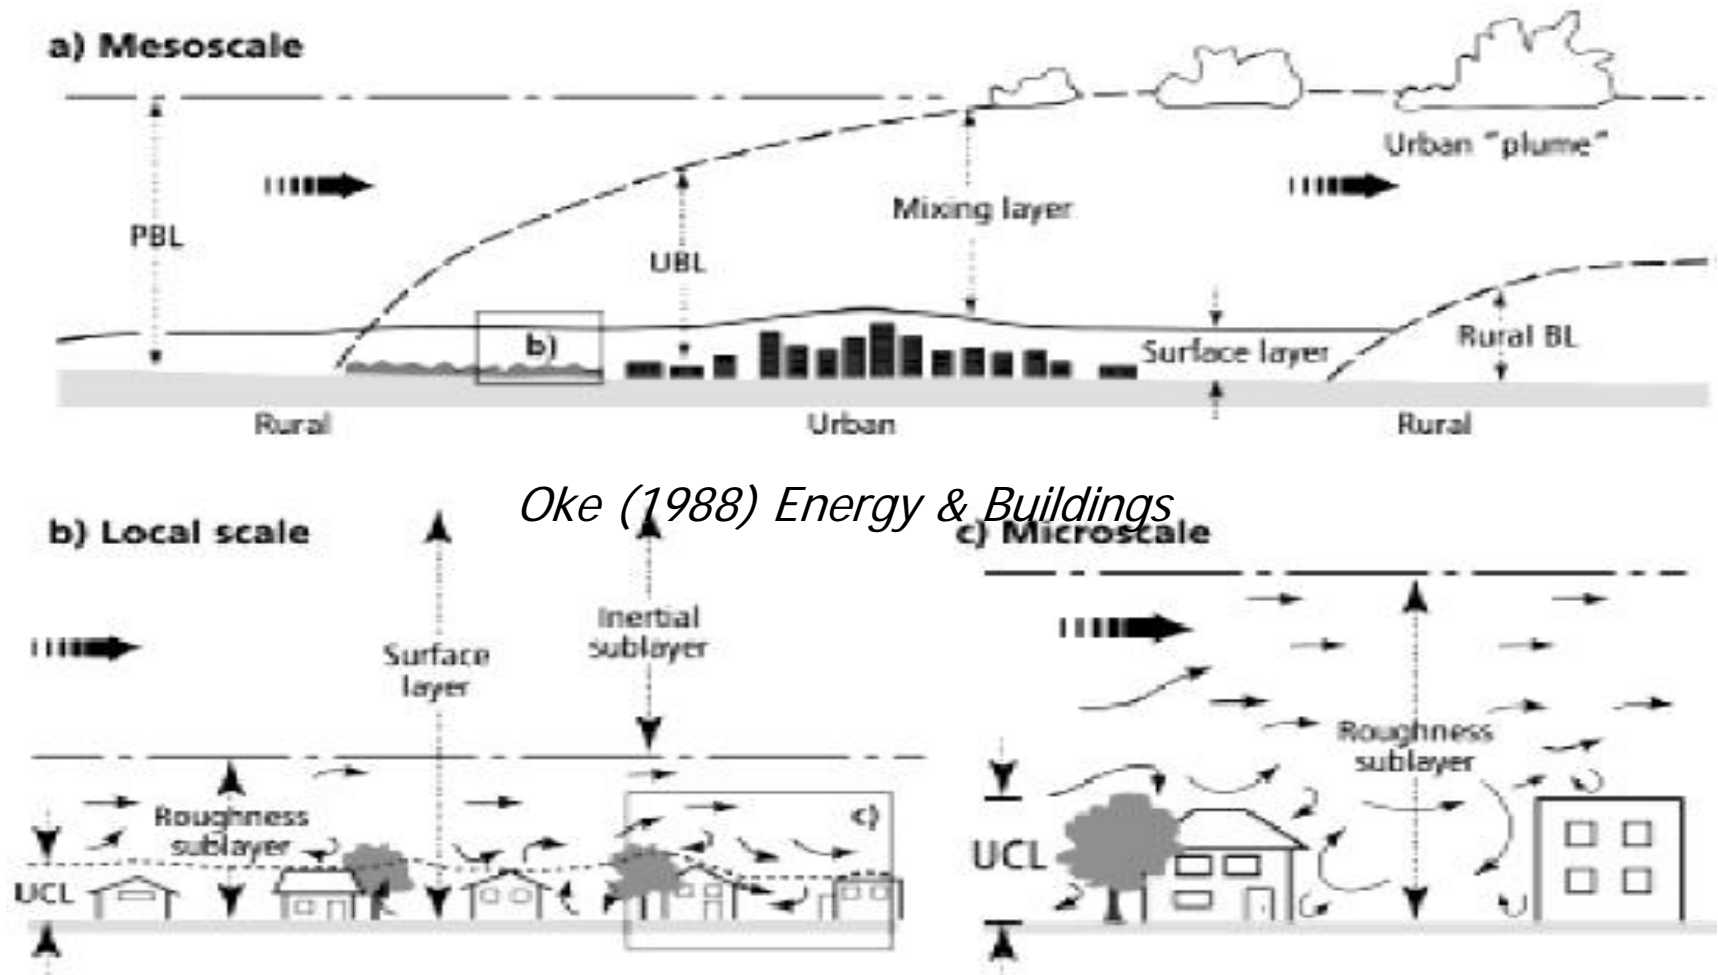 a) Mesoscale
Urban "plume"
Mixing layer
PBL
UBL
b)
Surface layer
Rural BL
Rural
Urban
Rural
Oke (1988) Energy & Buildings
b) Local scale
Surface
layer
Inertial
sublayer
Roughness
sublayer
c)
UCL
c) Microscale
Roughness
sublayer
UCL